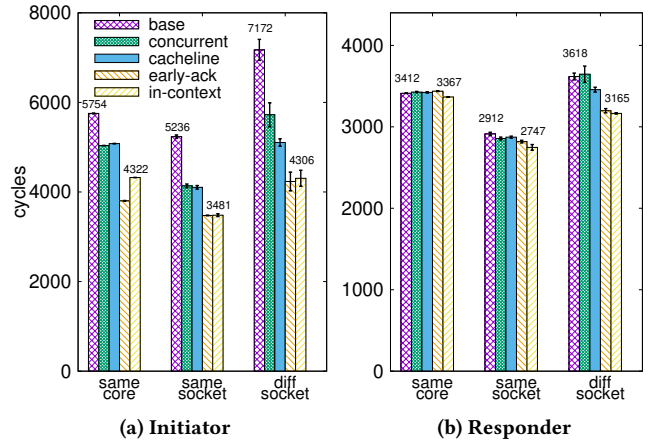 8000
6000
4000
2000
0
cycles
base
concurrent
cacheline
early-ack
in-context
5754
4322
5236
3481
7172
4306
same core
same socket
diff socket
(a) Initiator
4000
3000
2000
1000
0
3412
3367
2912
2747
3618
3165
same core
same socket
diff socket
(b) Responder